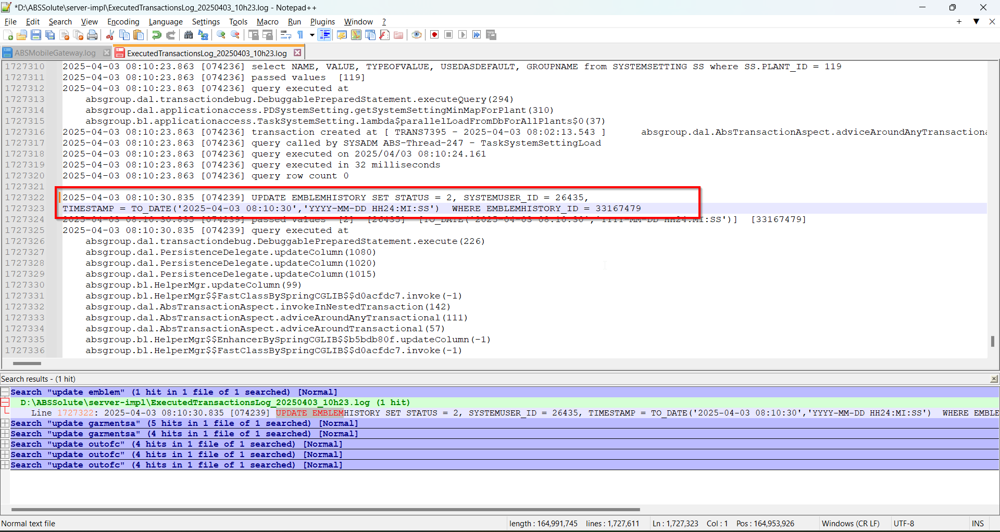 *D:\ABSSolute\server-impl\ExecutedTransactionsLog_20250403_10h23.log - Notepad++
File Edit Search View Encoding Language Settings Tools Macro Run Plugins Window ?
ABSMobileGateway.log ExecutedTransactionsLog_20250403_10h23.log
1727310 2025-04-03 08:10:23.863 [074236] select NAME, VALUE, TYPEOFVALUE, USEDASDEFAULT, GROUPNAME from SYSTEMSETTING SS where SS.PLANT_ID = 119
1727311 2025-04-03 08:10:23.863 [074236] passed values [119]
1727312 2025-04-03 08:10:23.863 [074236] query executed at
1727313 absgroup.dal.transactiondebug.DebuggablePreparedStatement.executeQuery(294)
1727314 absgroup.dal.applicationaccess.PDSystemSetting.getSystemSettingMinMapForPlant(310)
1727315 absgroup.bl.applicationaccess.TaskSystemSetting.lambda$parallelLoadFromDbForAllPlants$0(37)
1727316 2025-04-03 08:10:23.863 [074236] transaction created at [ TRANS7395 - 2025-04-03 08:02:13.543 ] absgroup.dal.AbsTransactionAspect.adviceAroundAnyTransactiona
1727317 2025-04-03 08:10:23.863 [074236] query called by SYSADM ABS-Thread-247 - TaskSystemSettingLoad
1727318 2025-04-03 08:10:23.863 [074236] query executed on 2025/04/03 08:10:24.161
1727319 2025-04-03 08:10:23.863 [074236] query executed in 32 milliseconds
1727320 2025-04-03 08:10:23.863 [074236] query row count 0
1727321
1727322 2025-04-03 08:10:30.835 [074239] UPDATE EMBLEMHISTORY SET STATUS = 2, SYSTEMUSER_ID = 26435,
1727323 TIMESTAMP = TO_DATE('2025-04-03 08:10:30','YYYY-MM-DD HH24:MI:SS') WHERE EMBLEMHISTORY_ID = 33167479
1727324 2025-04-03 08:10:30.835 [074239] passed values [2] [26435] [TO_DATE('2025-04-03 08:10:30','YYYY-MM-DD HH24:MI:SS')] [33167479]
1727325 2025-04-03 08:10:30.835 [074239] query executed at
1727326 absgroup.dal.transactiondebug.DebuggablePreparedStatement.execute(226)
1727327 absgroup.dal.PersistenceDelegate.updateColumn(1080)
1727328 absgroup.dal.PersistenceDelegate.updateColumn(1020)
1727329 absgroup.dal.PersistenceDelegate.updateColumn(1015)
1727330 absgroup.bl.HelperMgr.updateColumn(99)
1727331 absgroup.bl.HelperMgr$$FastClassBySpringCGLIB$$d0acfdc7.invoke(-1)
1727332 absgroup.dal.AbsTransactionAspect.invokeInNestedTransaction(142)
1727333 absgroup.dal.AbsTransactionAspect.adviceAroundAnyTransactional(111)
1727334 absgroup.dal.AbsTransactionAspect.adviceAroundTransactional(57)
1727335 absgroup.bl.HelperMgr$$EnhancerBySpringCGLIB$$b5bdb80f.updateColumn(-1)
1727336 absgroup.bl.HelperMgr$$FastClassBySpringCGLIB$$d0acfdc7.invoke(-1)
Search results - (1 hit)
Search "update emblem" (1 hit in 1 file of 1 searched) [Normal]
D:\ABSSolute\server-impl\ExecutedTransactionsLog_20250403_10h23.log (1 hit)
Line 1727322: 2025-04-03 08:10:30.835 [074239] UPDATE EMBLEMHISTORY SET STATUS = 2, SYSTEMUSER_ID = 26435, TIMESTAMP = TO_DATE('2025-04-03 08:10:30','YYYY-MM-DD HH24:MI:SS') WHERE EMBLE
Search "update garmentsa" (5 hits in 1 file of 1 searched) [Normal]
Search "update garmentsa" (4 hits in 1 file of 1 searched) [Normal]
Search "update outofc" (4 hits in 1 file of 1 searched) [Normal]
Search "update outofc" (4 hits in 1 file of 1 searched) [Normal]
Search "update outofc" (4 hits in 1 file of 1 searched) [Normal]
Normal text file length : 164,991,745 lines : 1,727,611 Ln : 1,727,323 Col : 1 Pos : 164,953,926 Windows (CR LF) UTF-8 INS